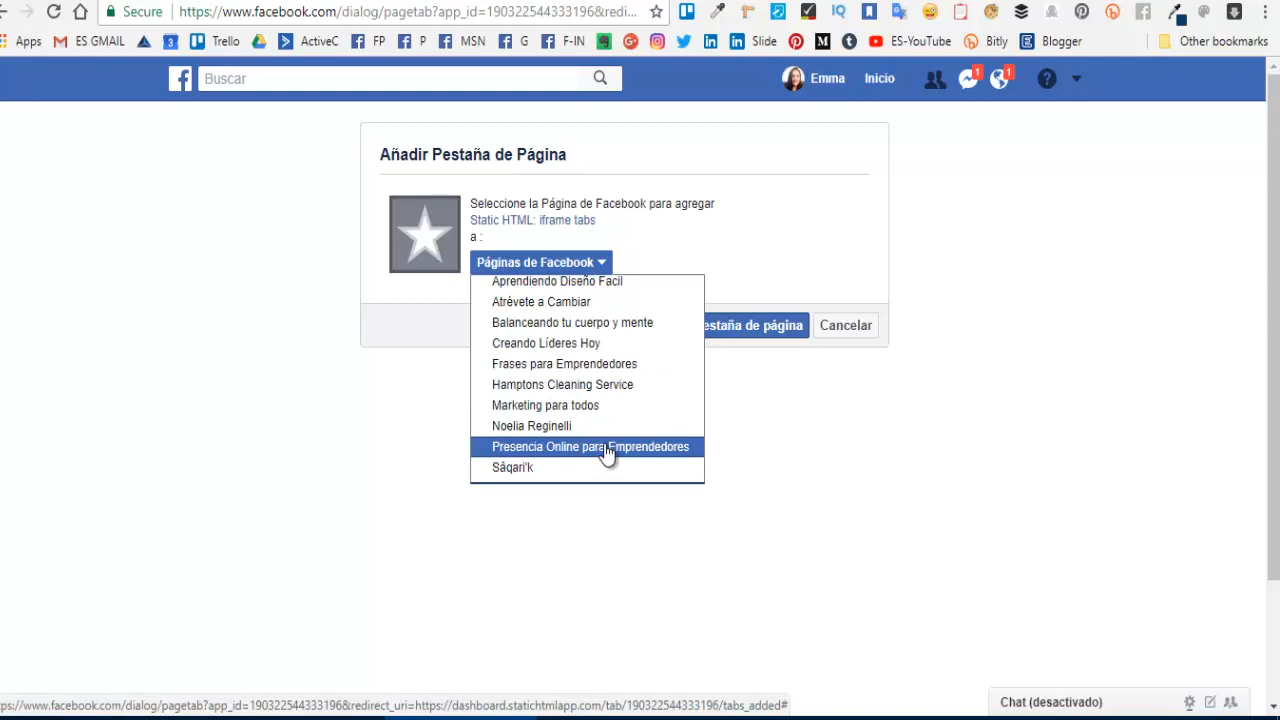 Secure https://www.facebook.com/dialog/pagetab?app_id=190322544333196&redi...
Apps ES GMAIL 3 Trello ActiveC FP P MSN G F-IN Slide ES-YouTube Bitly Blogger Other bookmarks
Buscar Emma Inicio 1 1
Añadir Pestaña de Página
Seleccione la Página de Facebook para agregar
Static HTML: iframe tabs
a :
Páginas de Facebook
Aprendiendo Diseño Facil
Atrévete a Cambiar
Balanceando tu cuerpo y mente
estaña de página Cancelar
Creando Líderes Hoy
Frases para Emprendedores
Hamptons Cleaning Service
Marketing para todos
Noelia Reginelli
Presencia Online para Emprendedores
Sâqari'k
ps://www.facebook.com/dialog/pagetab?app_id=190322544333196&redirect_uri=https://dashboard.statichtmlapp.com/tab/190322544333196/tabs_added#
Chat (desactivado)